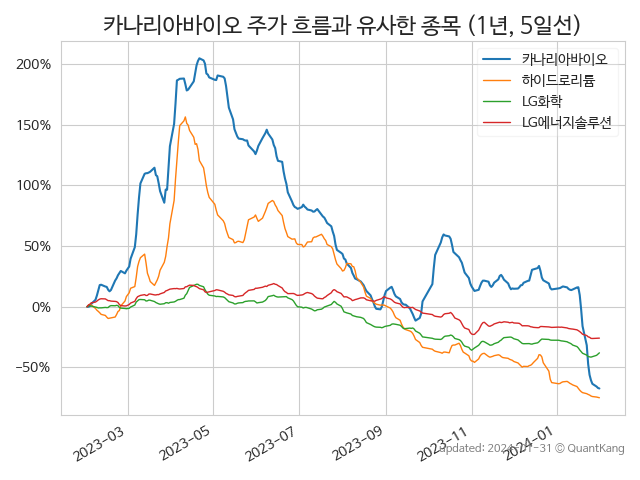 카나리아바이오 주가 흐름과 유사한 종목 (1년, 5일선)
카나리아바이오
하이드로리튬
LG화학
LG에너지솔루션
200%
150%
100%
50%
0%
−50%
2023-03
2023-05
2023-07
2023-09
2023-11
2024-01
updated: 2024-01-31 © QuantKang